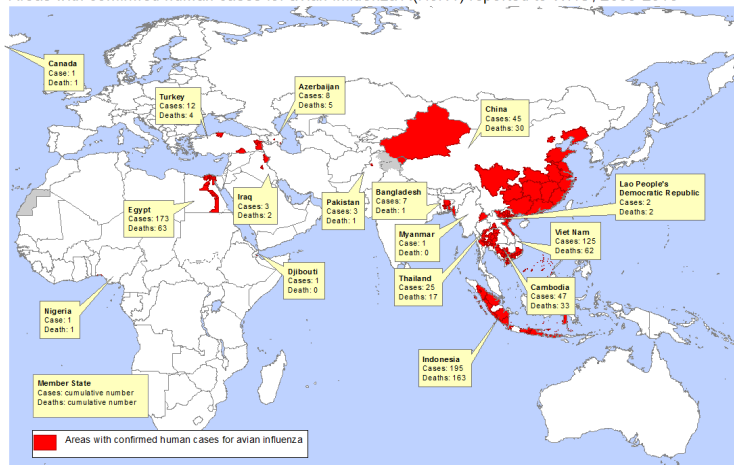 Canada
Case: 1
Death: 1
Turkey
Cases: 12
Deaths: 4
Azerbaijan
Cases: 8
Deaths: 5
China
Cases: 45
Deaths: 30
Egypt
Cases: 173
Deaths: 63
Iraq
Cases: 3
Deaths: 2
Pakistan
Cases: 3
Death: 1
Bangladesh
Cases: 7
Death: 1
Lao People's
Democratic Republic
Cases: 2
Deaths: 2
Myanmar
Case: 1
Death: 0
Viet Nam
Cases: 125
Deaths: 62
Djibouti
Cases: 1
Death: 0
Thailand
Cases: 25
Deaths: 17
Cambodia
Cases: 47
Deaths: 33
Nigeria
Case: 1
Death: 1
Indonesia
Cases: 195
Deaths: 163
Member State
Cases: cumulative number
Deaths: cumulative number
Areas with confirmed human cases for avian influenza